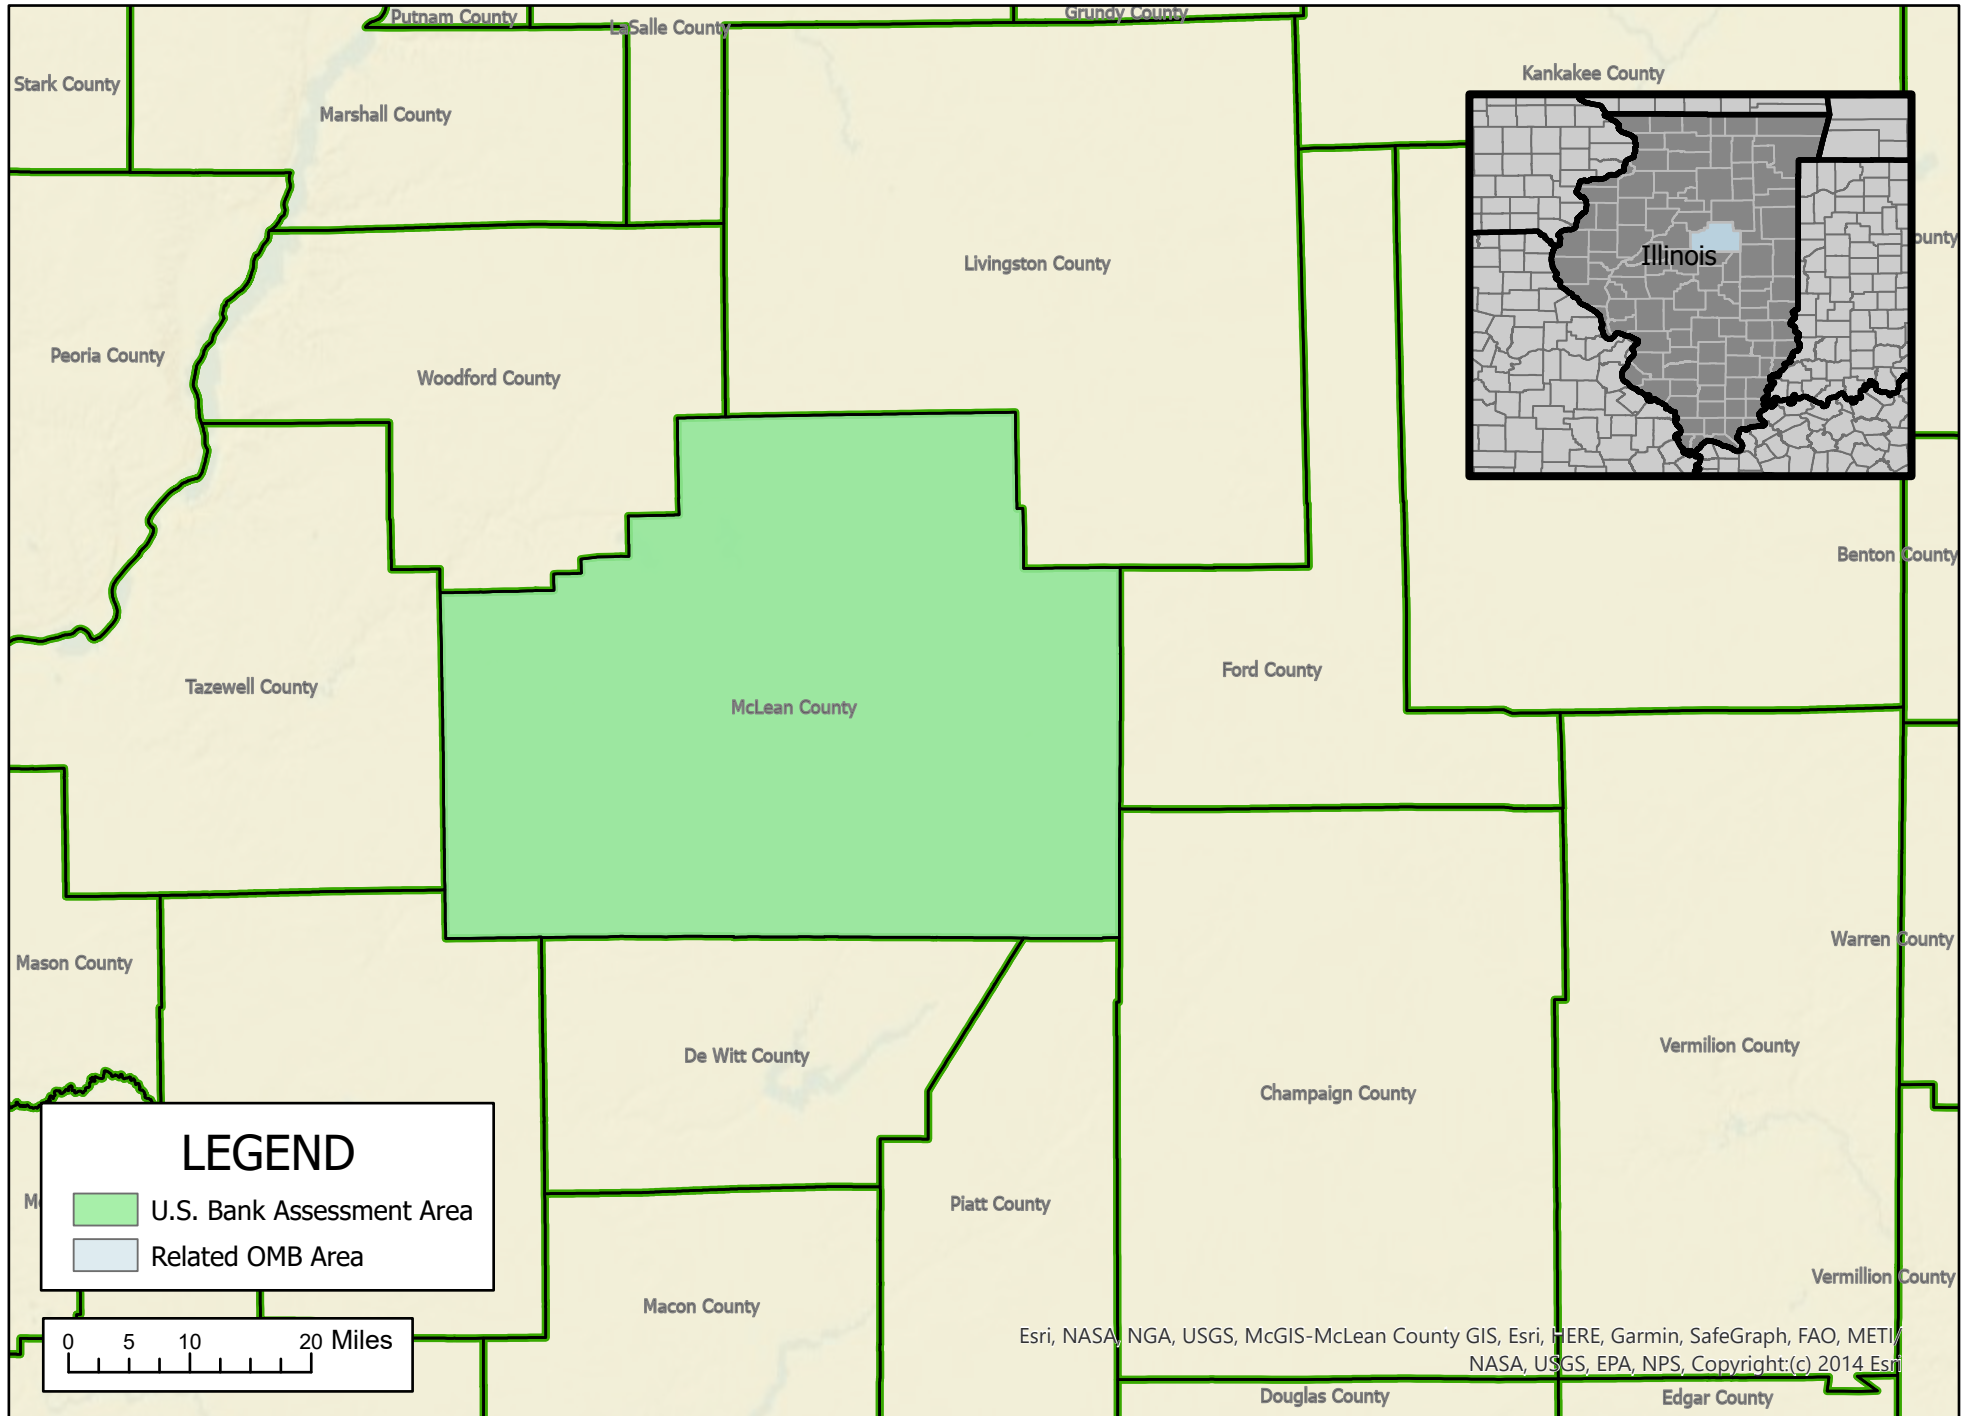 Putnam County
LaSalle County
Grundy County
Stark County
Marshall County
Kankakee County
Livingston County
Illinois
ounty
Peoria County
Woodford County
Benton County
Ford County
Tazewell County
McLean County
Mason County
Warren County
De Witt County
Vermilion County
Champaign County
LEGEND
U.S. Bank Assessment Area
Related OMB Area
Piatt County
Vermillion County
Macon County
0 5 10 20 Miles
Esri, NASA, NGA, USGS, McGIS-McLean County GIS, Esri, HERE, Garmin, SafeGraph, FAO, METI/
NASA, USGS, EPA, NPS, Copyright:(c) 2014 Esri
Douglas County
Edgar County